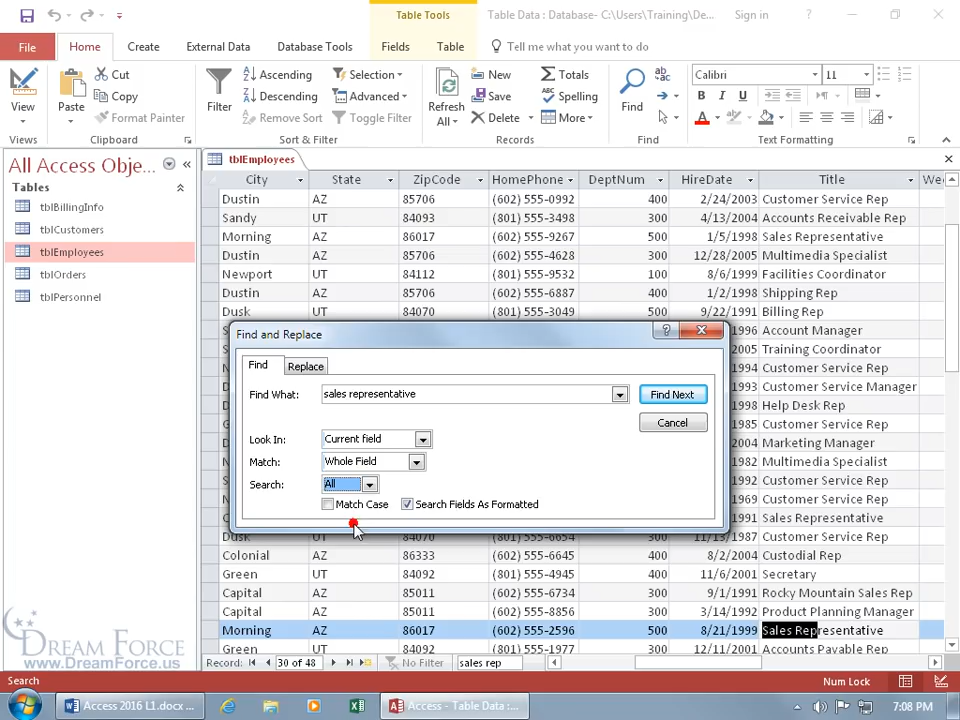 Table Tools
Table Data : Database- C:\Users\Training\De...
Sign in
?
File
Home
Create
External Data
Database Tools
Fields
Table
Tell me what you want to do
View
Paste
Cut
Copy
Format Painter
Filter
Ascending
Descending
Remove Sort
Selection
Advanced
Toggle Filter
Refresh
All
New
Save
Delete
Totals
Spelling
More
Find
Calibri
11
B I U
Views
Clipboard
Sort & Filter
Records
Find
Text Formatting
All Access Obje...
Tables
tblBillingInfo
tblCustomers
tblEmployees
tblOrders
tblPersonnel
tblEmployees
City State ZipCode HomePhone DeptNum HireDate Title
Dustin AZ 85706 (602) 555-0992 400 2/24/2003 Customer Service Rep
Sandy UT 84093 (801) 555-3498 300 4/13/2004 Accounts Receivable Rep
Morning AZ 86017 (602) 555-9267 500 1/5/1998 Sales Representative
Dustin AZ 85706 (602) 555-4628 300 12/28/2005 Multimedia Specialist
Newport UT 84112 (801) 555-9532 100 8/6/1999 Facilities Coordinator
Dustin AZ 85706 (602) 555-6887 400 1/2/1998 Shipping Rep
Dusk UT 84070 (801) 555-3049 500 9/22/1991 Billing Rep
1996 Account Manager
2005 Training Coordinator
1994 Customer Service Rep
Customer Service Manager
1998 Help Desk Rep
1985 Customer Service Rep
2004 Marketing Manager
Multimedia Specialist
1992 Customer Service Rep
1993 Customer Service Rep
Sales Representative
Find and Replace
?
Find
Replace
Find What:
sales representative
Find Next
Cancel
Look In:
Current field
Match:
Whole Field
Search:
All
Match Case
Search Fields As Formatted
Dusk UT 84070 (801) 555-6654 300 11/13/1987 Customer Service Rep
Colonial AZ 86333 (602) 555-6645 400 8/2/2004 Custodial Rep
Green UT 84092 (801) 555-4945 300 11/6/2001 Secretary
Capital AZ 85011 (602) 555-6734 300 9/1/1991 Rocky Mountain Sales Rep
Capital AZ 85011 (602) 555-8856 300 3/14/1992 Product Planning Manager
Morning AZ 86017 (602) 555-2596 500 8/21/1999 Sales Representative
Green UT 84092 (801) 555-1977 300 12/11/2001 Accounts Payable Rep
Record:
30 of 48
No Filter
sales rep
Search
Num Lock
DREAM FORCE
www.DreamForce.us
Access 2016 L1.docx ...
Access - Table Data :...
7:08 PM